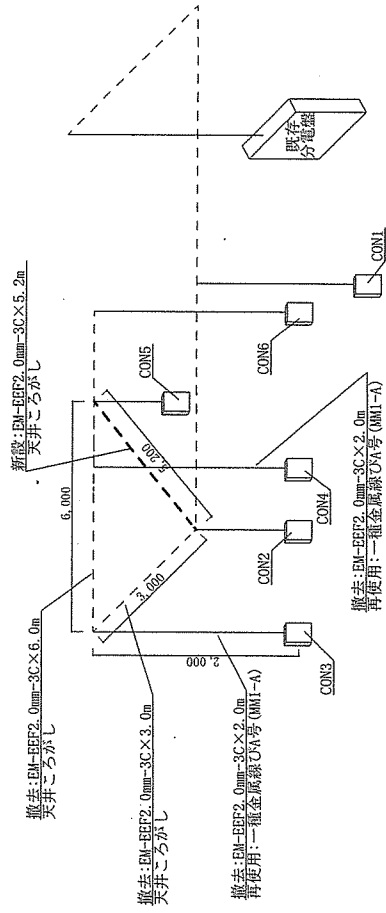 撤去:EM-EEF2.0mm-3C×6.0m
天井ころがし
新設:EM-EEF2.0mm-3C×5.2m
天井ころがし
撤去:EM-EEF2.0mm-3C×3.0m
天井ころがし
撤去:EM-EEF2.0mm-3C×2.0m
再使用:一種金属線ぴA号(MM1-A)
撤去:EM-EEF2.0mm-3C×2.0m
再使用:一種金属線ぴA号(MM1-A)
6,000
5,200
3,000
2,000
CON3
CON2
CON4
CON5
CON6
CON1
既存
分電盤